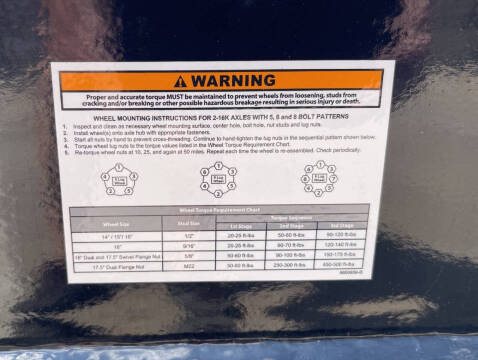 WARNING
Proper and accurate torque MUST be maintained to prevent wheels from loosening, studs from
cracking and/or breaking or other possible hazardous breakage resulting in serious injury or death.
WHEEL MOUNTING INSTRUCTIONS FOR 2-16K AXLES WITH 5, 6 and 8 BOLT PATTERNS
1. Inspect and clean as necessary wheel mounting surface, center hole, bolt hole, nut studs and lug nuts.
2. Install wheel(s) onto axle hub with appropriate fasteners.
3. Start all nuts by hand to prevent cross-threading. Continue to hand-tighten the lug nuts in the sequential pattern shown below.
4. Torque wheel lug nuts to the torque values listed in the Wheel Torque Requirement Chart.
5. Re-torque wheel nuts at 10, 25, and again at 50 miles. Repeat each time the wheel is re-assembled. Check periodically.
5 Lug Wheel
6 Lug Wheel
8 Lug Wheel
Wheel Torque Requirement Chart
Torque Sequence
Wheel Size Stud Size 1st Stage 2nd Stage 3rd Stage
14" / 15"/ 16" 1/2" 20-25 ft-lbs 50-60 ft-lbs 90-120 ft-lbs
16" 9/16" 20-25 ft-lbs 60-70 ft-lbs 120-140 ft-lbs
16" Dual and 17.5" Swivel Flange Nut 5/8" 50-60 ft-lbs 90-100 ft-lbs 150-175 ft-lbs
17.5" Dual Flange Nut M22 50-60 ft-lbs 250-300 ft-lbs 450-500 ft-lbs